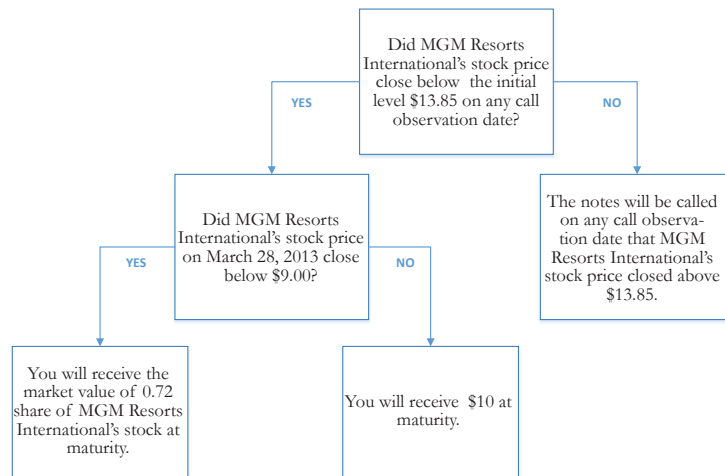 Did MGM Resorts
International's stock price
close below the initial
level $13.85 on any call
observation date?
YES
NO
Did MGM Resorts
International's stock price
on March 28, 2013 close
below $9.00?
The notes will be called
on any call observa-
tion date that MGM
Resorts International's
stock price closed above
$13.85.
YES
NO
You will receive the
market value of 0.72
share of MGM Resorts
International's stock at
maturity.
You will receive $10 at
maturity.